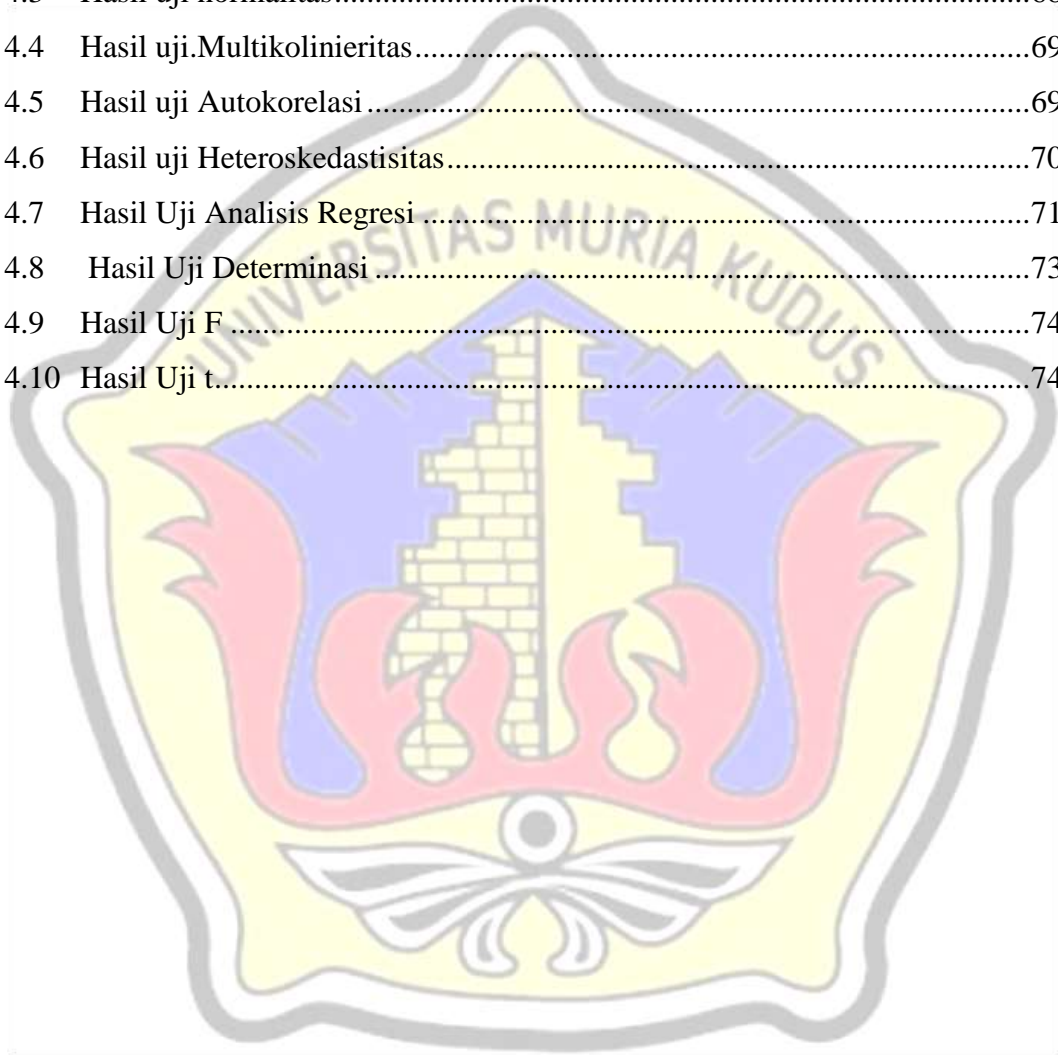 4.4 Hasil uji.Multikolinieritas........................................................................69
4.5 Hasil uji Autokorelasi..............................................................................69
4.6 Hasil uji Heteroskedastisitas....................................................................70
4.7 Hasil Uji Analisis Regresi.......................................................................71
4.8 Hasil Uji Determinasi.............................................................................73
4.9 Hasil Uji F..............................................................................................74
4.10 Hasil Uji t..............................................................................................74
UNIVERSITAS MURIA KUDUS